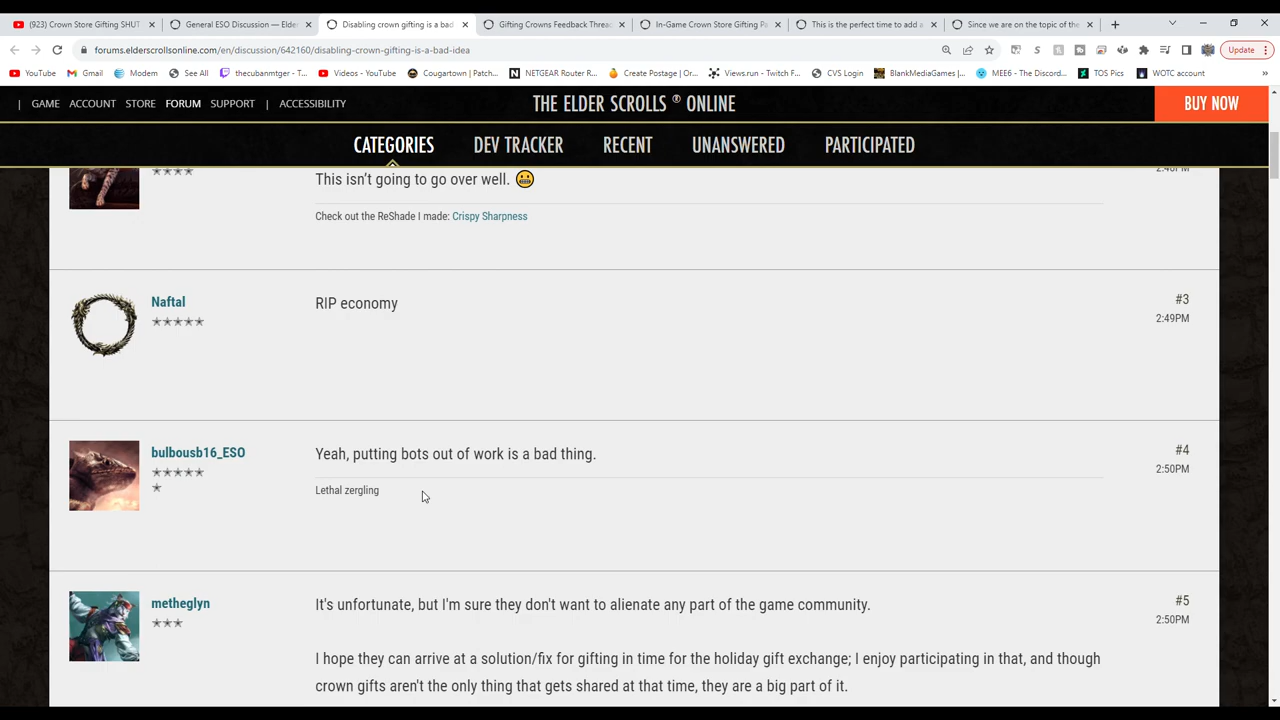 (923) Crown Store Gifting SHUT
General ESO Discussion — Elder
Disabling crown gifting is a bad
Gifting Crowns Feedback Thread
In-Game Crown Store Gifting Pa
This is the perfect time to add a
Since we are on the topic of the
forums.elderscrollsonline.com/en/discussion/642160/disabling-crown-gifting-is-a-bad-idea
Update
YouTube
Gmail
Modem
See All
thecubanmtger - T...
Videos - YouTube
Cougartown | Patch...
NETGEAR Router R...
Create Postage | Or...
Views.run - Twitch F...
CVS Login
BlankMediaGames |...
MEE6 - The Discord...
TOS Pics
WOTC account
GAME
ACCOUNT
STORE
FORUM
SUPPORT
ACCESSIBILITY
THE ELDER SCROLLS ® ONLINE
BUY NOW
CATEGORIES
DEV TRACKER
RECENT
UNANSWERED
PARTICIPATED
This isn't going to go over well. 😬
Check out the ReShade I made: Crispy Sharpness
Naftal
RIP economy
#3
2:49PM
bulbousb16_ESO
Yeah, putting bots out of work is a bad thing.
Lethal zergling
#4
2:50PM
metheglyn
It's unfortunate, but I'm sure they don't want to alienate any part of the game community.
I hope they can arrive at a solution/fix for gifting in time for the holiday gift exchange; I enjoy participating in that, and though
crown gifts aren't the only thing that gets shared at that time, they are a big part of it.
#5
2:50PM